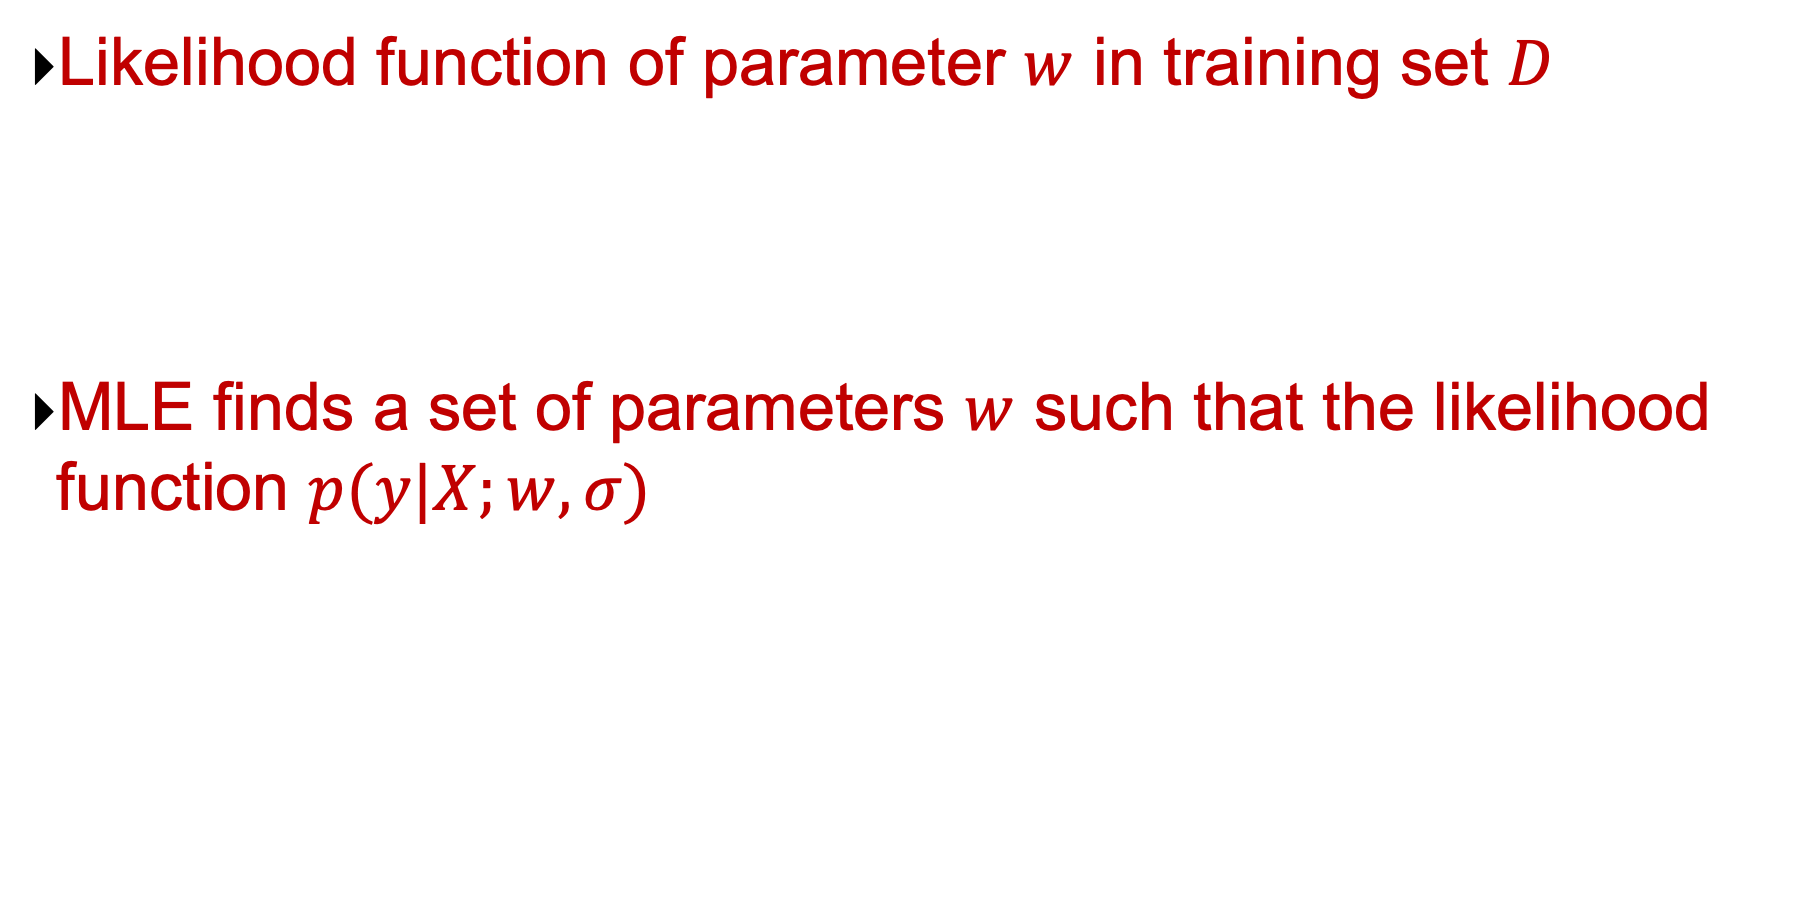 ▸Likelihood function of parameter 𝑤 in training set 𝐷
▸MLE finds a set of parameters 𝑤 such that the likelihood
function 𝑝(𝑦|𝑋; 𝑤, 𝜎)